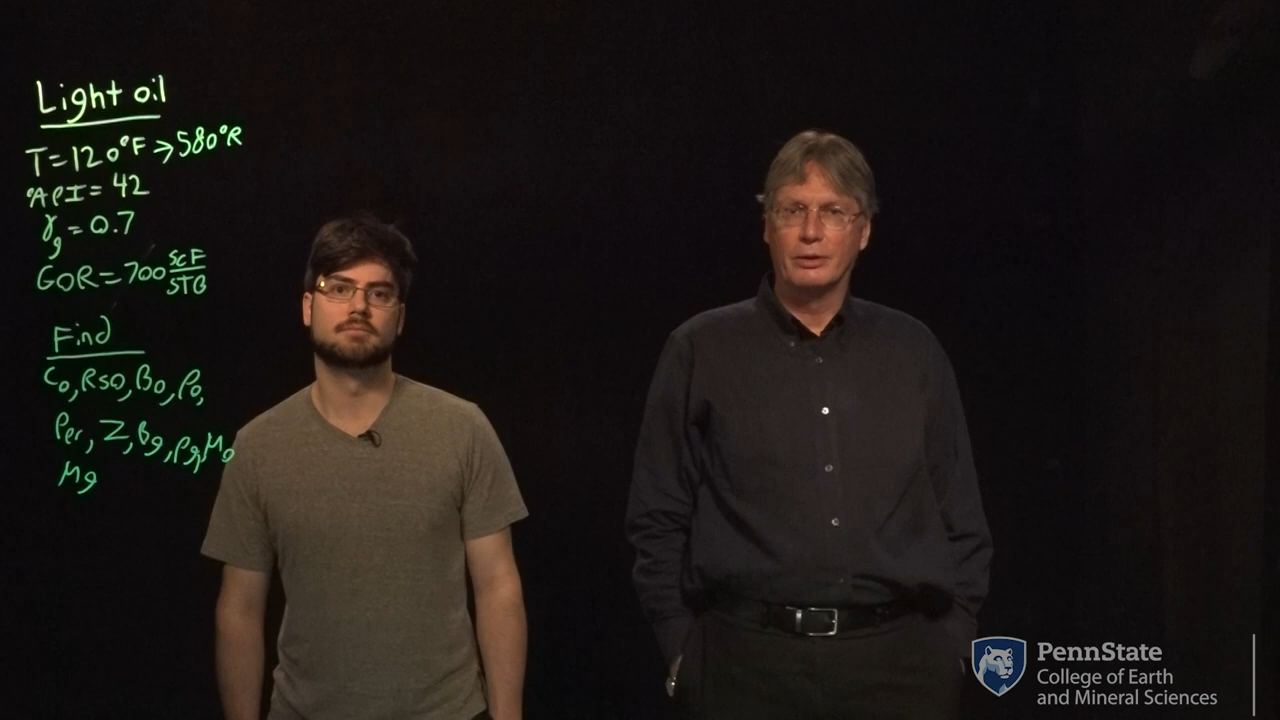 Light oil
T=120°F→580°R
°API=42
γg=0.7
GOR=700 SCF/STB
Find
Co,Rso,Bo,ρo,
Per,Z,Bg,ρg,μo
μg
PennState
College of Earth
and Mineral Sciences